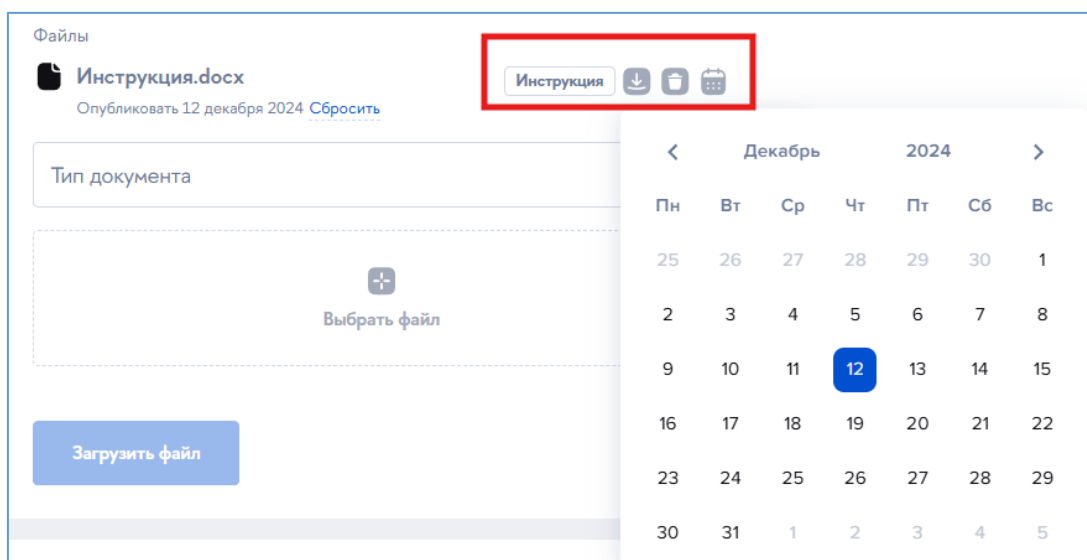 Файлы
Инструкция.docx
Инструкция
Опубликовать 12 декабря 2024 Сбросить
Тип документа
Выбрать файл
Загрузить файл
Декабрь 2024
Пн Вт Ср Чт Пт Сб Вс
25 26 27 28 29 30 1
2 3 4 5 6 7 8
9 10 11 12 13 14 15
16 17 18 19 20 21 22
23 24 25 26 27 28 29
30 31 1 2 3 4 5